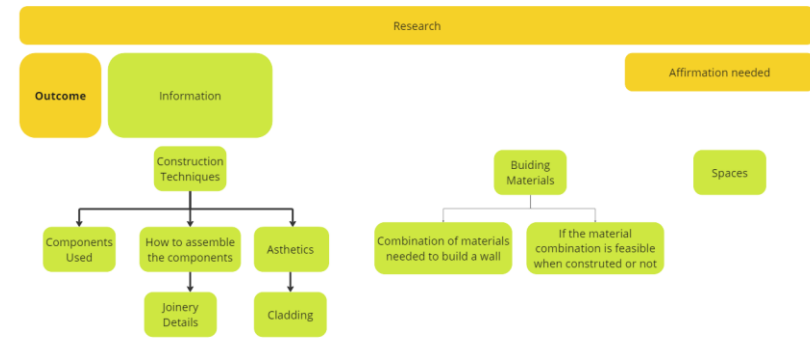 Research
Outcome
Information
Affirmation needed
Construction
Techniques
Buiding
Materials
Spaces
Components
Used
How to assemble
the components
Asthetics
Combination of materials
needed to build a wall
If the material
combination is feasible
when construted or not
Joinery
Details
Cladding